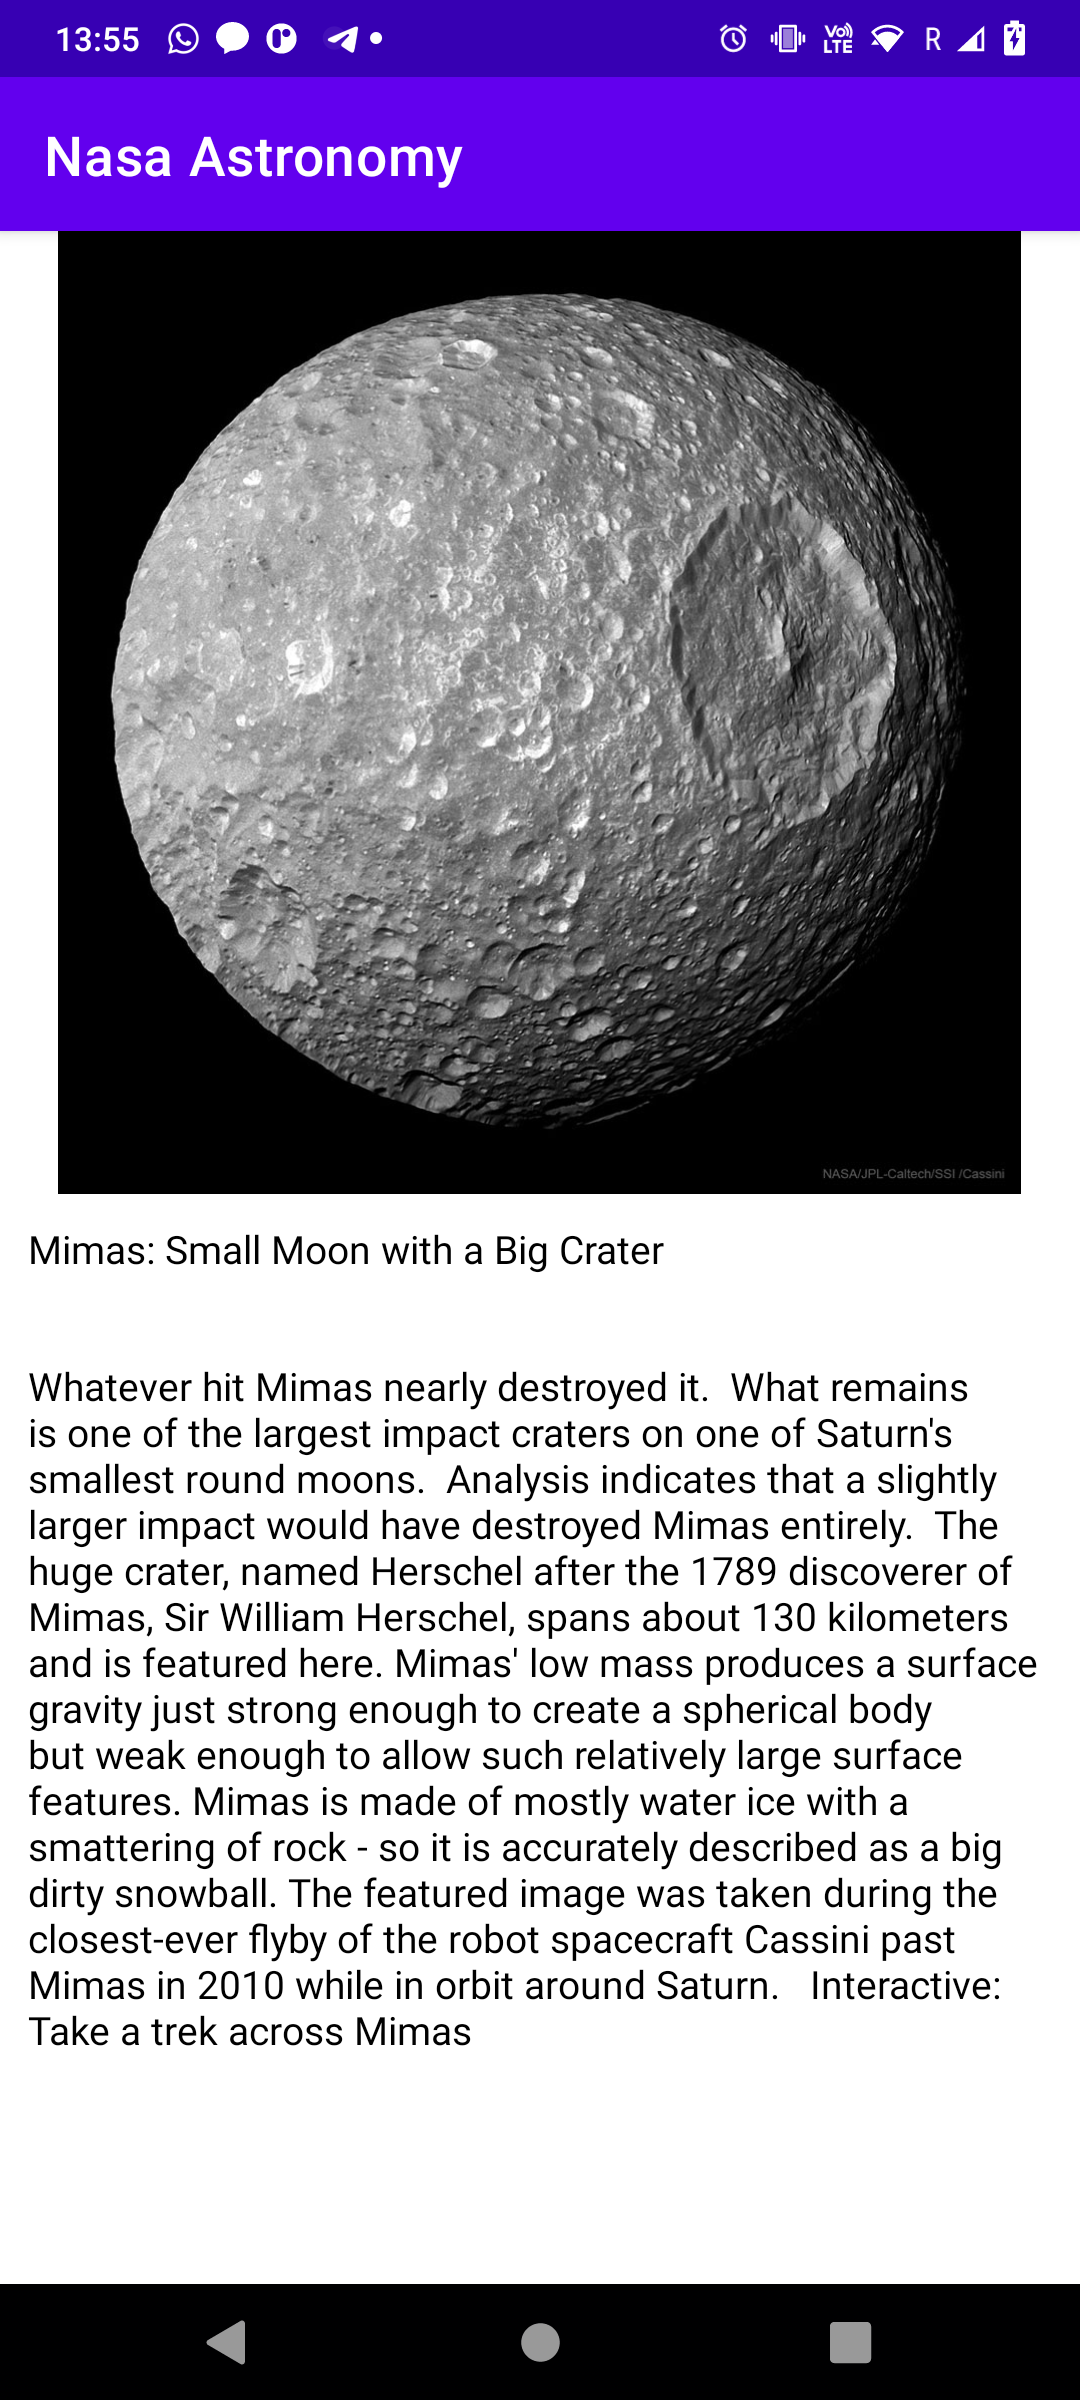 13:55 VoLTE R
Nasa Astronomy
NASA/JPL-Caltech/SSI /Cassini
Mimas: Small Moon with a Big Crater
Whatever hit Mimas nearly destroyed it.  What remains
is one of the largest impact craters on one of Saturn's
smallest round moons.  Analysis indicates that a slightly
larger impact would have destroyed Mimas entirely.  The
huge crater, named Herschel after the 1789 discoverer of
Mimas, Sir William Herschel, spans about 130 kilometers
and is featured here. Mimas' low mass produces a surface
gravity just strong enough to create a spherical body
but weak enough to allow such relatively large surface
features. Mimas is made of mostly water ice with a
smattering of rock - so it is accurately described as a big
dirty snowball. The featured image was taken during the
closest-ever flyby of the robot spacecraft Cassini past
Mimas in 2010 while in orbit around Saturn.   Interactive:
Take a trek across Mimas